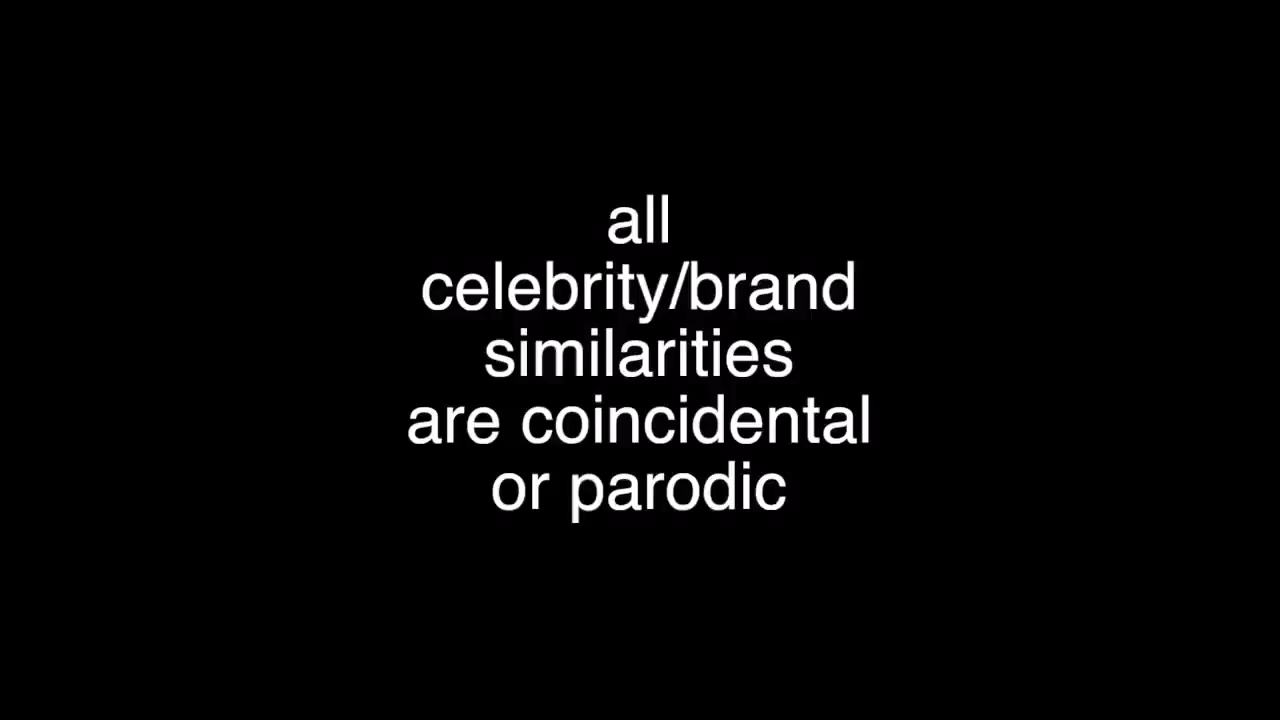 all
celebrity/brand
similarities
are coincidental
or parodic